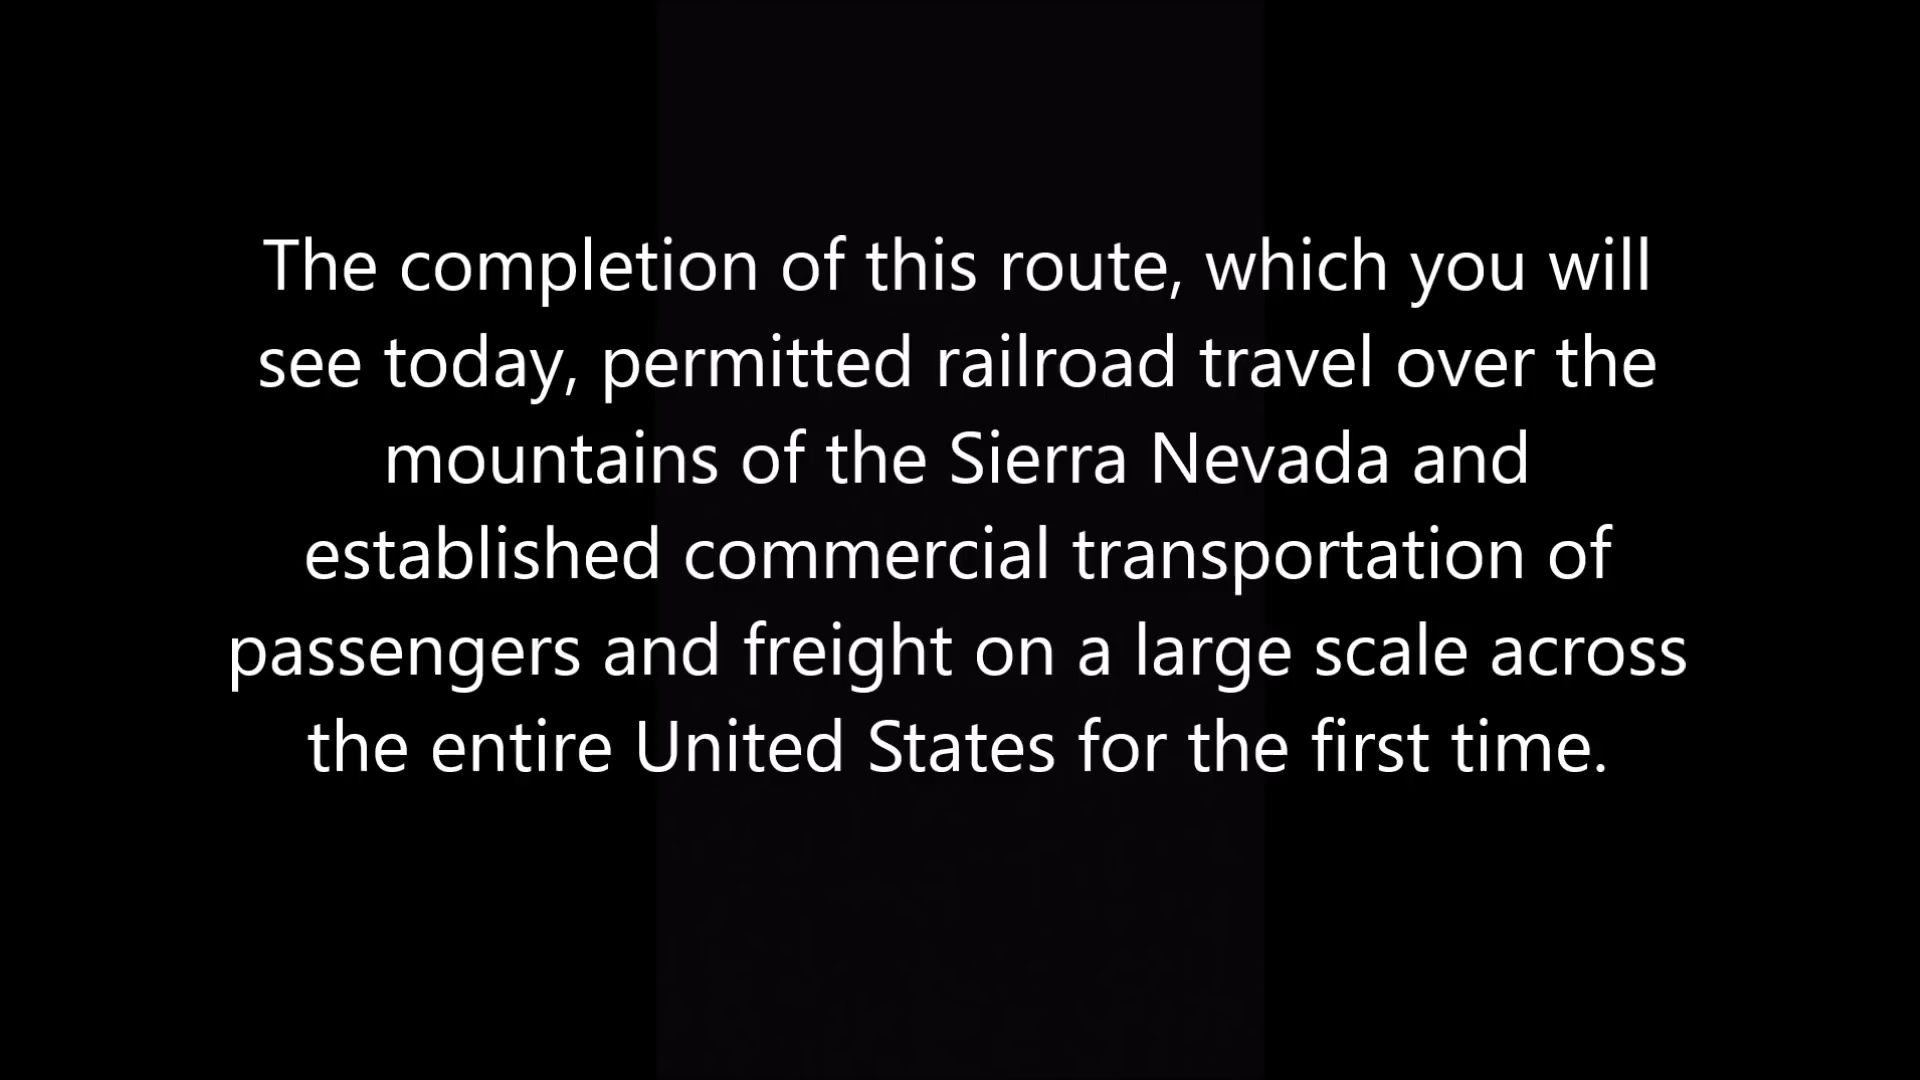 The completion of this route, which you will
see today, permitted railroad travel over the
mountains of the Sierra Nevada and
established commercial transportation of
passengers and freight on a large scale across
the entire United States for the first time.